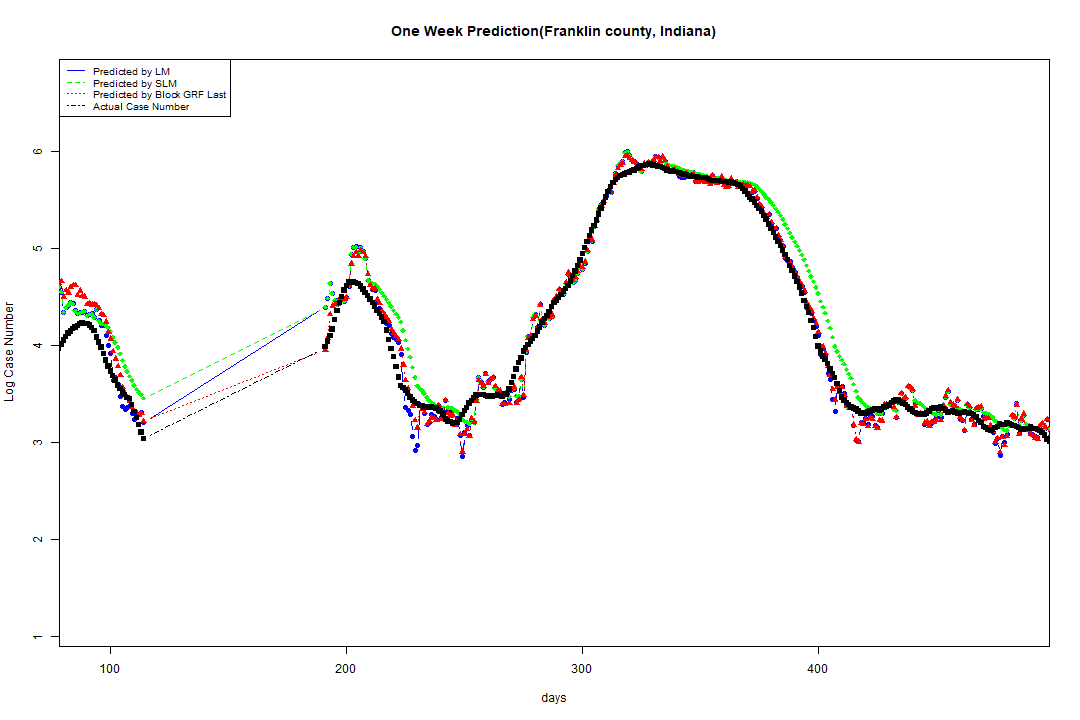 One Week Prediction(Franklin county, Indiana)
Predicted by LM
Predicted by SLM
Predicted by Block GRF Last
Actual Case Number
Log Case Number
6
5
4
3
2
1
100 200 300 400
days